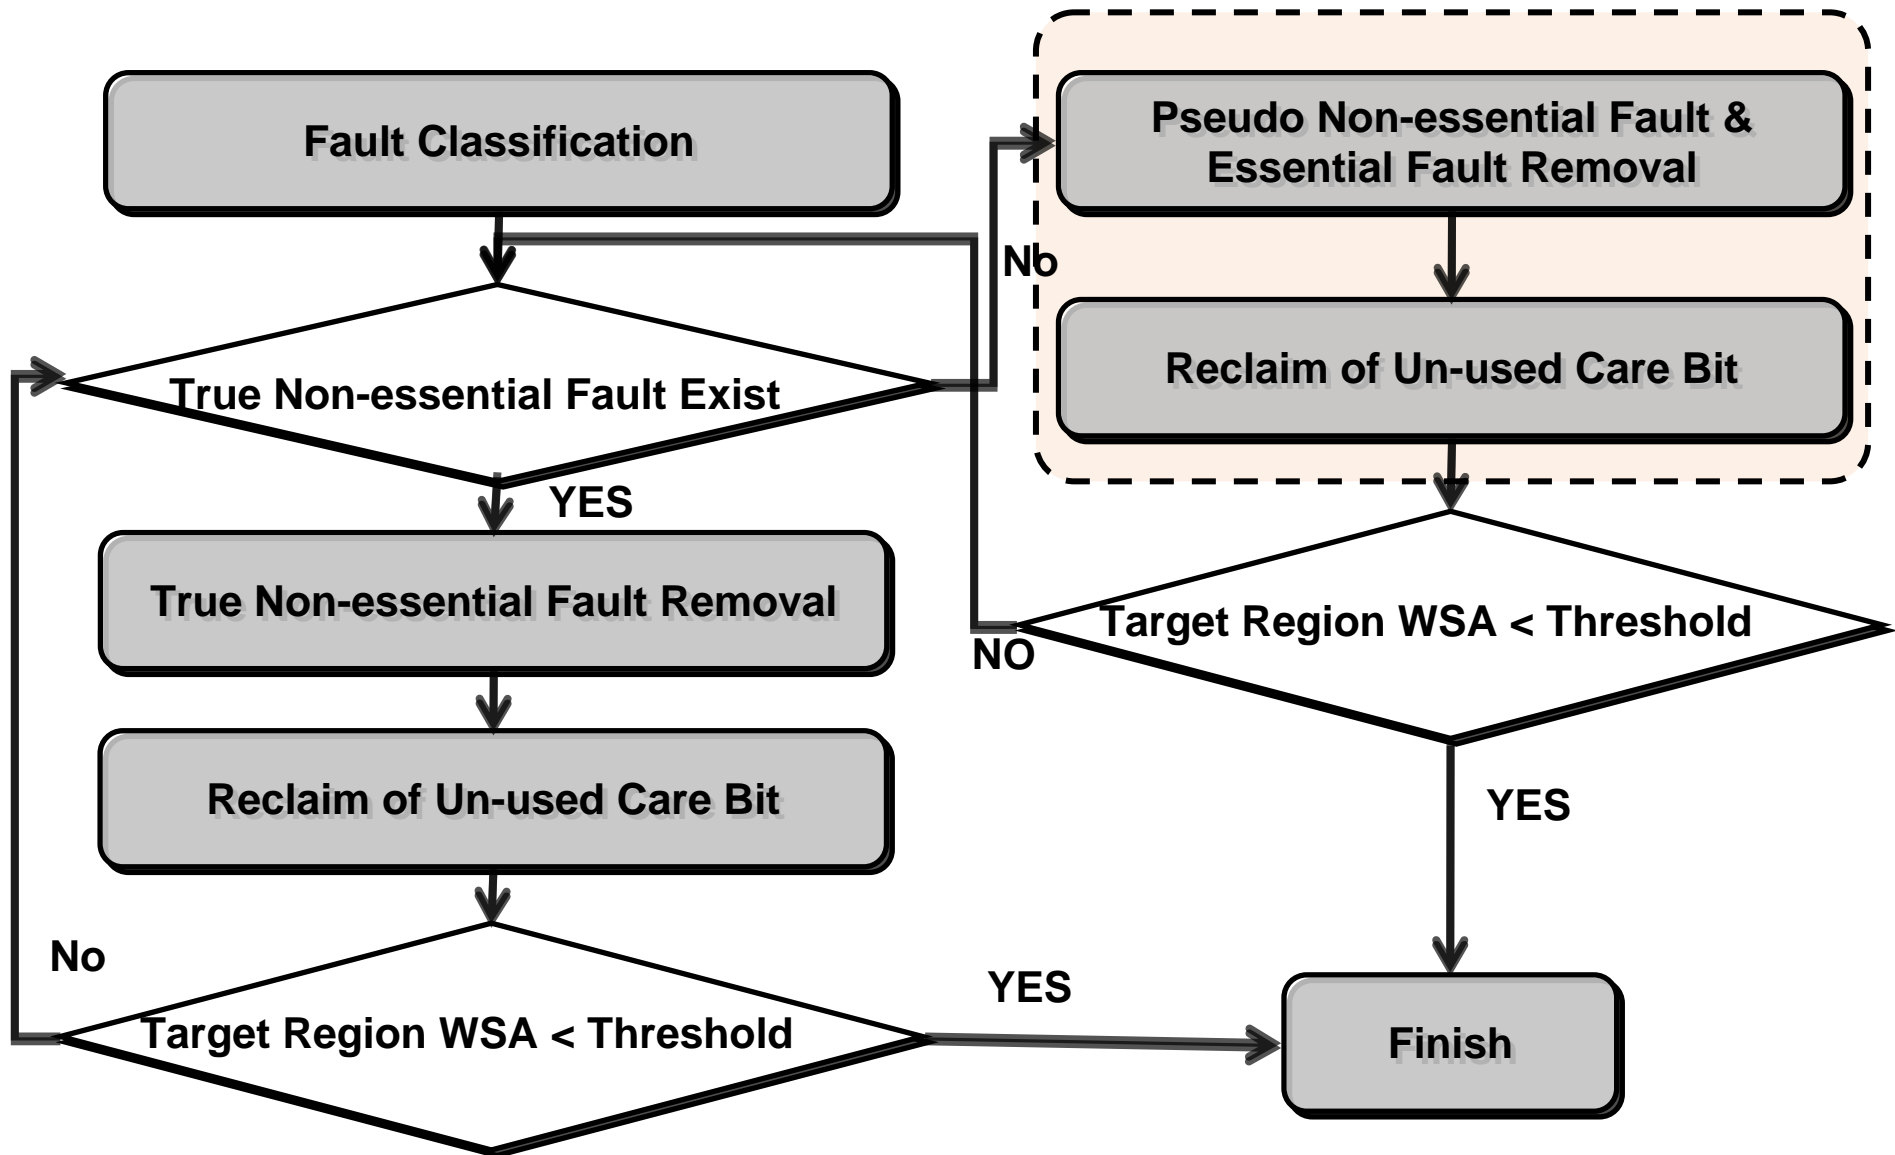 Fault Classification
Pseudo Non-essential Fault &
Essential Fault Removal
No
Reclaim of Un-used Care Bit
True Non-essential Fault Exist
YES
True Non-essential Fault Removal
Target Region WSA < Threshold
NO
Reclaim of Un-used Care Bit
YES
No
YES
Target Region WSA < Threshold
Finish